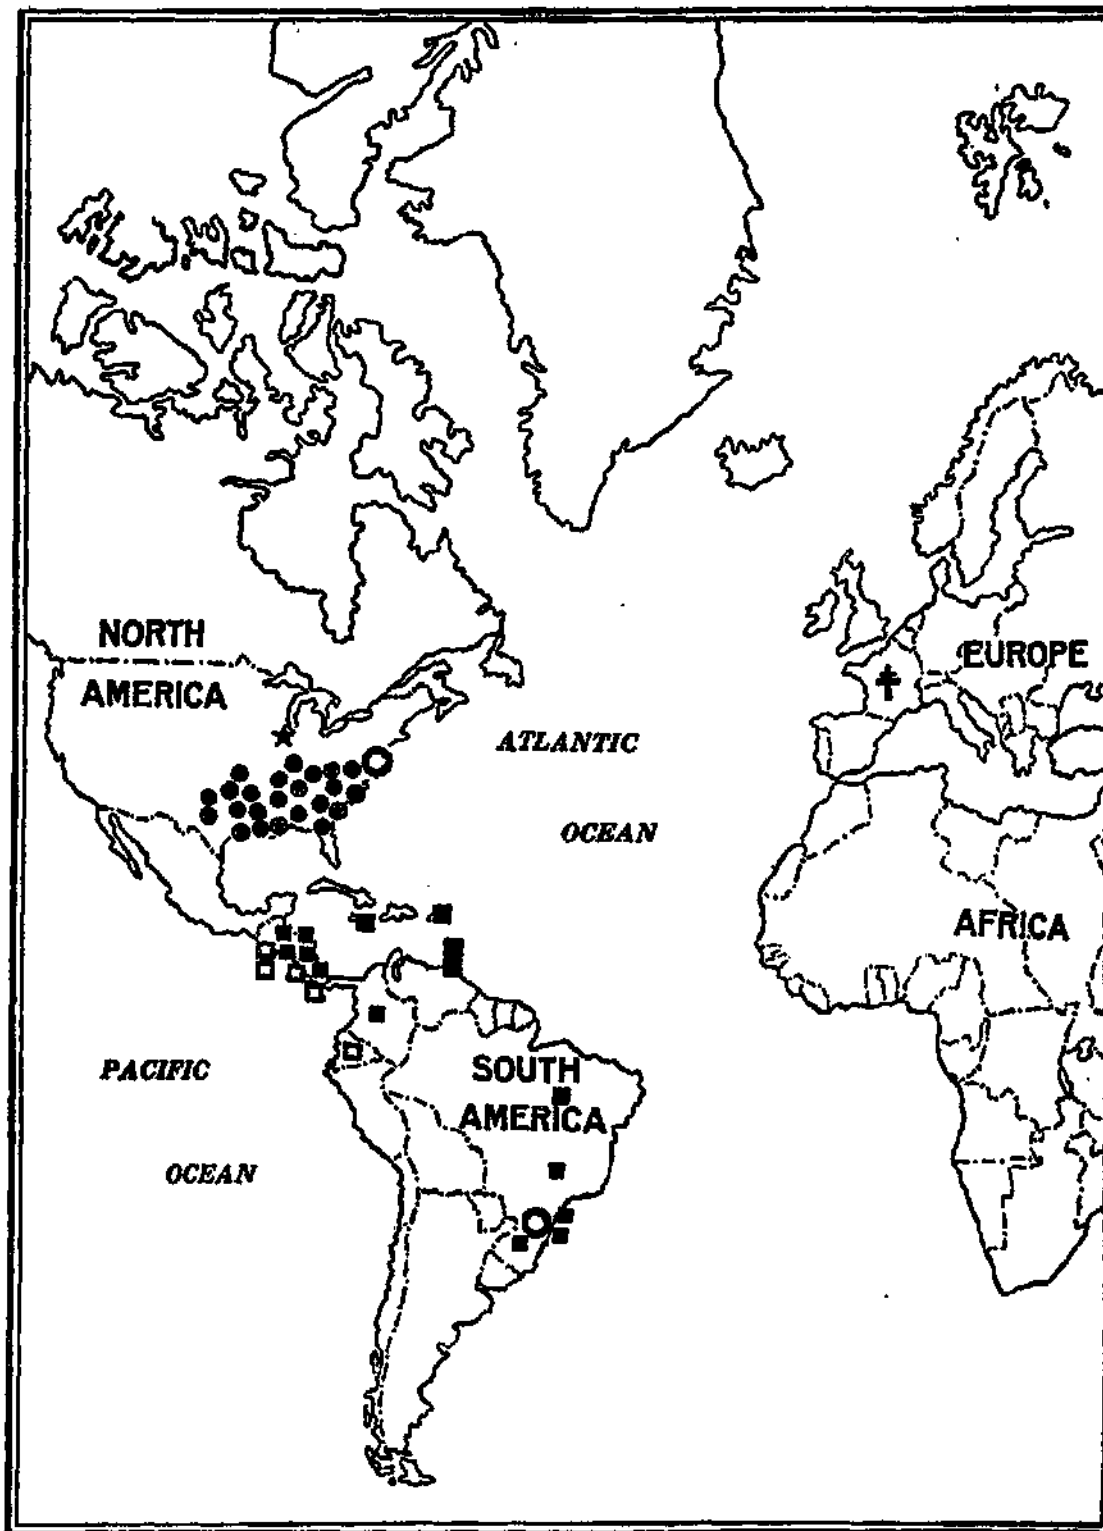 NORTH
AMERICA
EUROPE
ATLANTIC
OCEAN
AFRICA
PACIFIC
OCEAN
SOUTH
AMERICA